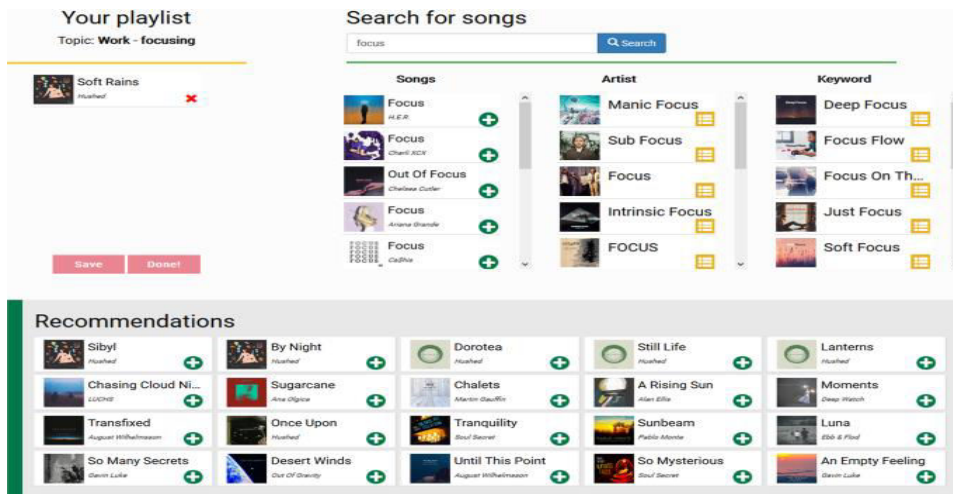 Your playlist
Topic: Work - focusing
Soft Rains
Hushed
Save
Done!
Search for songs
focus
Search
Songs
Focus
H.E.R.
Focus
Charli XCX
Out Of Focus
Chelsea Cutler
Focus
Ariana Grande
Focus
Ca$his
Artist
Manic Focus
Sub Focus
Focus
Intrinsic Focus
FOCUS
Keyword
Deep Focus
Focus Flow
Focus On Th...
Just Focus
Soft Focus
Recommendations
Sibyl
Hushed
By Night
Hushed
Dorotea
Hushed
Still Life
Hushed
Lanterns
Hushed
Chasing Cloud Ni...
LUCHS
Sugarcane
Ana Olgica
Chalets
Martin Gauffin
A Rising Sun
Alan Ellis
Moments
Deep Watch
Transfixed
August Wilhelmsson
Once Upon
Hushed
Tranquility
Soul Secret
Sunbeam
Pablo Monte
Luna
Ebb & Flod
So Many Secrets
Gavin Luke
Desert Winds
Out Of Gravity
Until This Point
August Wilhelmsson
So Mysterious
Soul Secret
An Empty Feeling
Gavin Luke